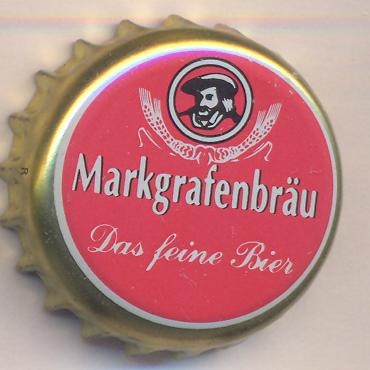 Markgrafenbräu
Das feine Bier
R